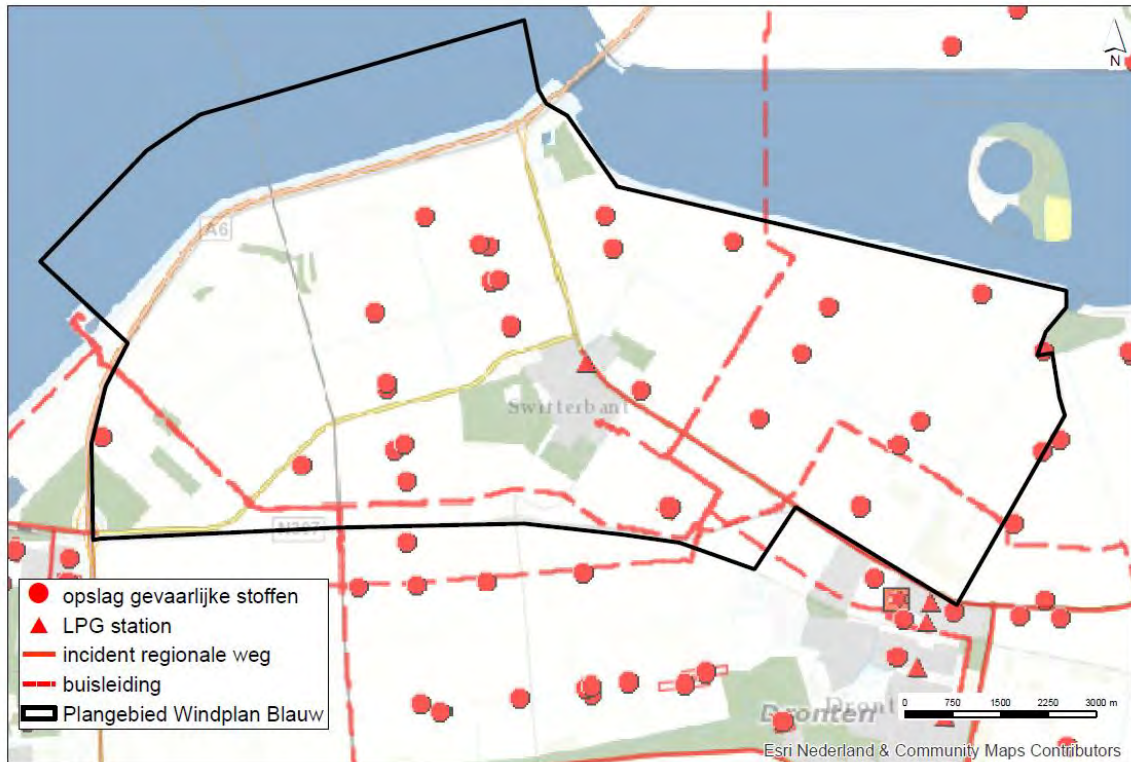 N
A6
Swifterbant
N307
opslag gevaarlijke stoffen
LPG station
incident regionale weg
buisleiding
Plangebied Windplan Blauw
Dronten
Dront
0 750 1500 2250 3000 m
Esri Nederland & Community Maps Contributors